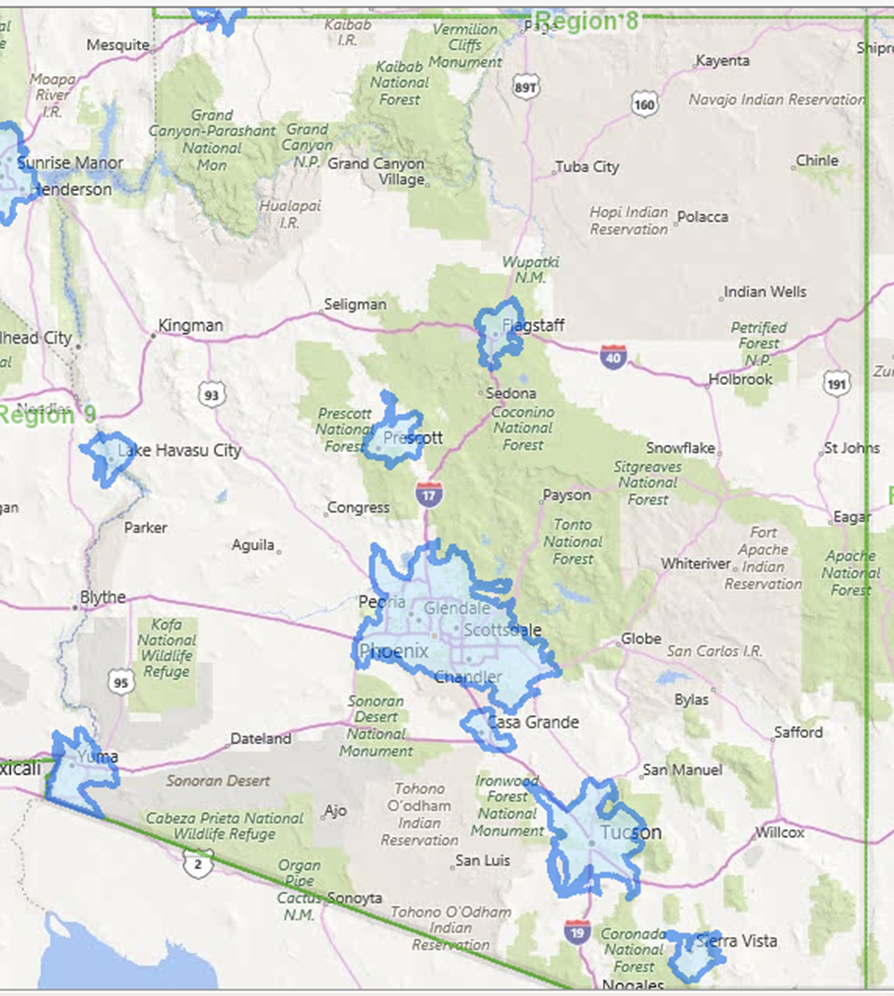 Region 8
Page
Mesquite
Kaibab
I.R.
Vermilion
Cliffs
Monument
Shipr
Kayenta
Moapa
River
I.R.
Kaibab
National
Forest
89T
160
Navajo Indian Reservation
Grand
Canyon-Parashant
National
Mon
Grand
Canyon
N.P.
Grand Canyon
Village
Sunrise Manor
Henderson
Tuba City
Chinle
Hualapai
I.R.
Hopi Indian
Reservation
Polacca
Wupatki
N.M.
Indian Wells
Seligman
Kingman
lhead City
Flagstaff
Petrified
Forest
N.P.
40
Holbrook
191
Zu
93
Sedona
Needles
Region 9
Prescott
National
Forest
Prescott
Coconino
National
Forest
Lake Havasu City
Snowflake
St Johns
Sitgreaves
National
Forest
17
gan
Congress
Payson
Eagar
Parker
Tonto
National
Forest
Aguila
Whiteriver
Fort
Apache
Indian
Reservation
Apache
National
Forest
Blythe
Peoria
Glendale
Kofa
National
Wildlife
Refuge
Scottsdale
Phoenix
Globe
San Carlos I.R.
95
Chandler
Bylas
Sonoran
Desert
National
Monument
Casa Grande
Dateland
Safford
Yuma
xicali
Sonoran Desert
Tohono
O'odham
Indian
Reservation
Ironwood
Forest
National
Monument
San Manuel
Cabeza Prieta National
Wildlife Refuge
Ajo
Tucson
Willcox
2
San Luis
Organ
Pipe
Cactus
N.M.
Sonoyta
Tohono O'Odham
Indian
Reservation
19
Coronado
National
Forest
Sierra Vista
Nogales